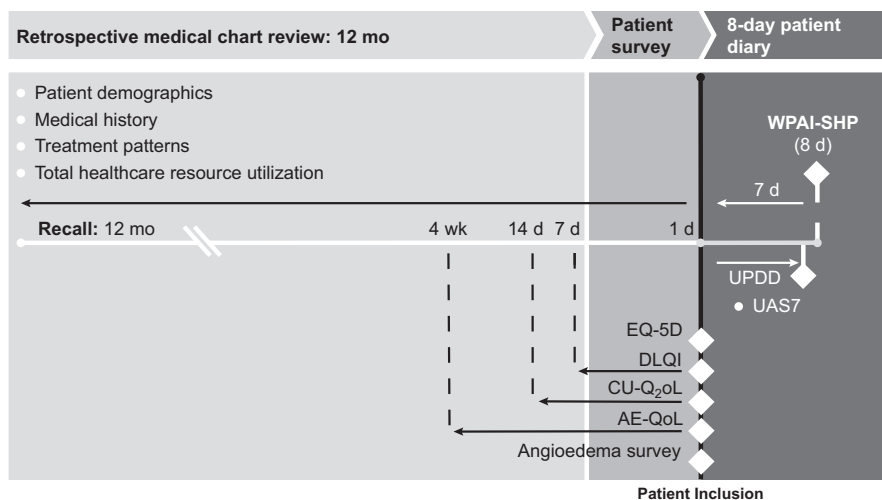 Retrospective medical chart review: 12 mo
Patient
survey
8-day patient
diary
Patient demographics
Medical history
Treatment patterns
Total healthcare resource utilization
WPAI-SHP
(8 d)
7 d
Recall: 12 mo
4 wk
14 d
7 d
1 d
UPDD
UAS7
EQ-5D
DLQI
CU-Q₂oL
AE-QoL
Angioedema survey
Patient Inclusion